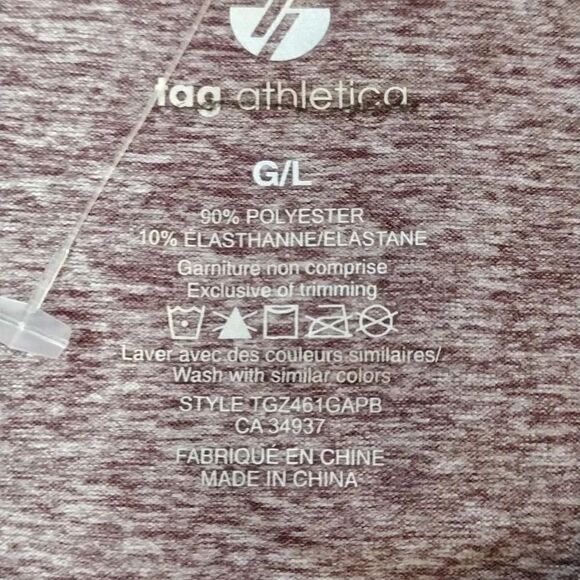 tag athletica
G/L
90% POLYESTER
10% ELASTHANNE/ELASTANE
Garniture non comprise
Exclusive of trimming
Laver avec des couleurs similaires/
Wash with similar colors
STYLE TGZ461GAPB
CA 34937
FABRIQUÉ EN CHINE
MADE IN CHINA